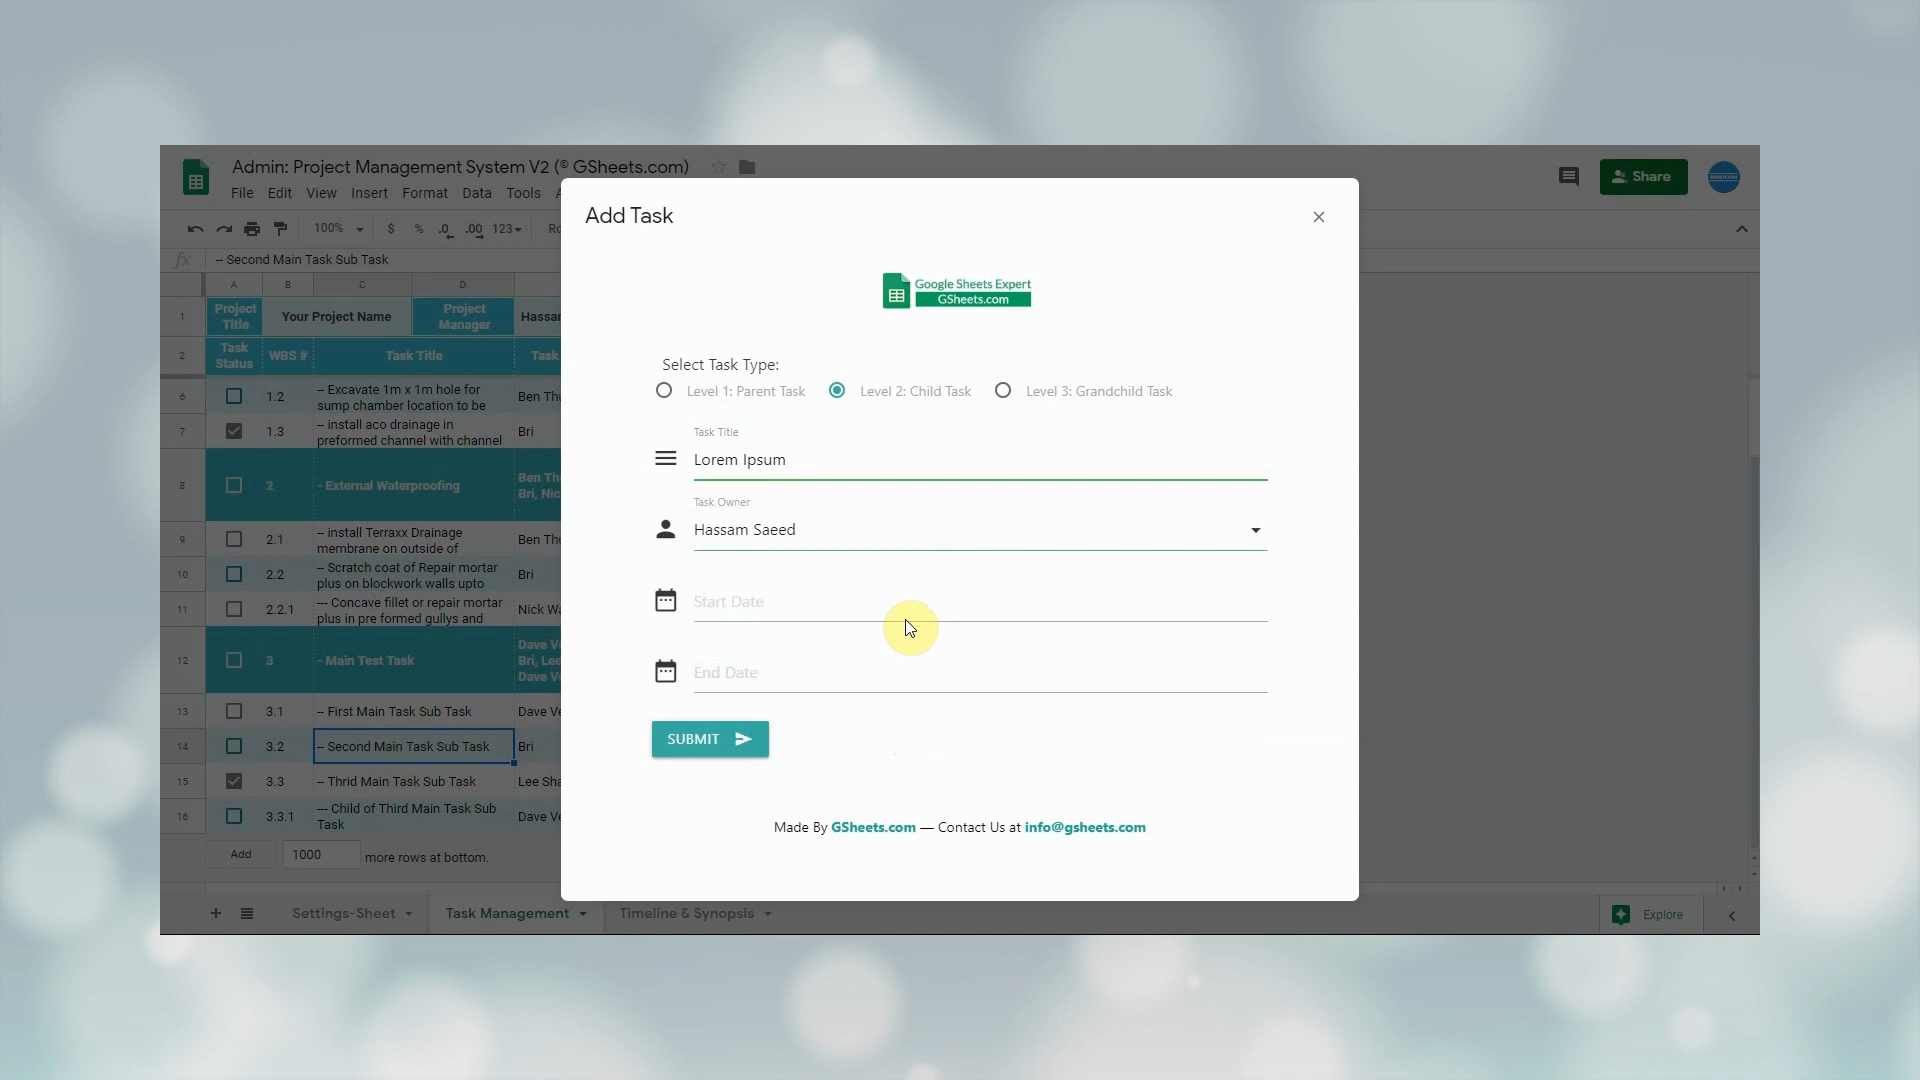 Admin: Project Management System V2 (© GSheets.com)
File Edit View Insert Format Data Tools
Share
100% $ % .0 .00 123
-- Second Main Task Sub Task
A B C D
1 Project Title Your Project Name Project Manager
2 Task Status WBS # Task Title Task
6 1.2 -- Excavate 1m x 1m hole for
sump chamber location to be
7 1.3 -- install aco drainage in
preformed channel with channel Bri
8 2 - External Waterproofing
Bri,
9 2.1 -- install Terraxx Drainage
membrane on outside of
10 2.2 -- Scratch coat of Repair mortar
plus on blockwork walls upto Bri
11 2.2.1 --- Concave fillet or repair mortar
plus in pre formed gullys and Nick
12 3 - Main Test Task Dave
Bri, Lee
Dave
13 3.1 -- First Main Task Sub Task Dave
14 3.2 -- Second Main Task Sub Task Bri
15 3.3 -- Thrid Main Task Sub Task Lee
16 3.3.1 --- Child of Third Main Task Sub
Task Dave
Add 1000 more rows at bottom.
Settings-Sheet Task Management Timeline & Synopsis
Explore
Add Task
Google Sheets Expert
GSheets.com
Select Task Type:
Level 1: Parent Task Level 2: Child Task Level 3: Grandchild Task
Task Title
Lorem Ipsum
Task Owner
Hassam Saeed
Start Date
End Date
SUBMIT
Made By GSheets.com — Contact Us at info@gsheets.com